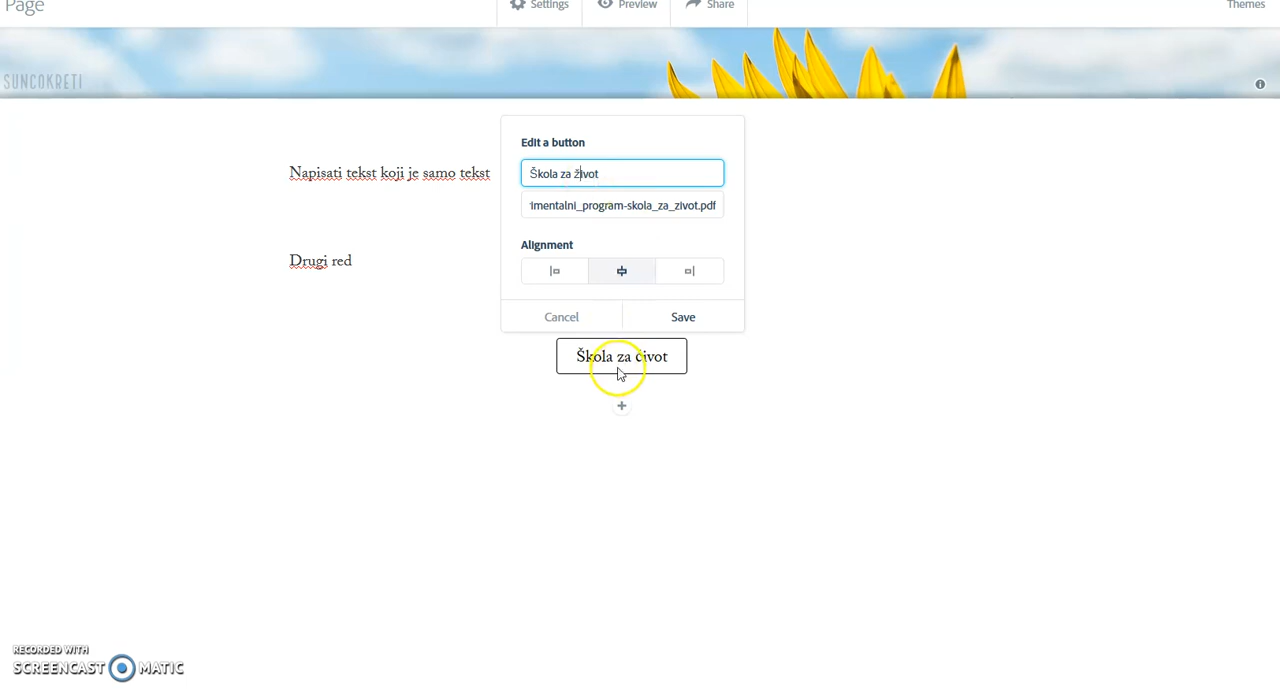 Page
Settings
Preview
Share
Themes
SUNCOKRETI
Napisati tekst koji je samo tekst
Edit a button
Škola za život
imentalni_program-skola_za_zivot.pdf
Drugi red
Alignment
Cancel
Save
Škola za ćivot
RECORDED WITH
SCREENCAST MATIC